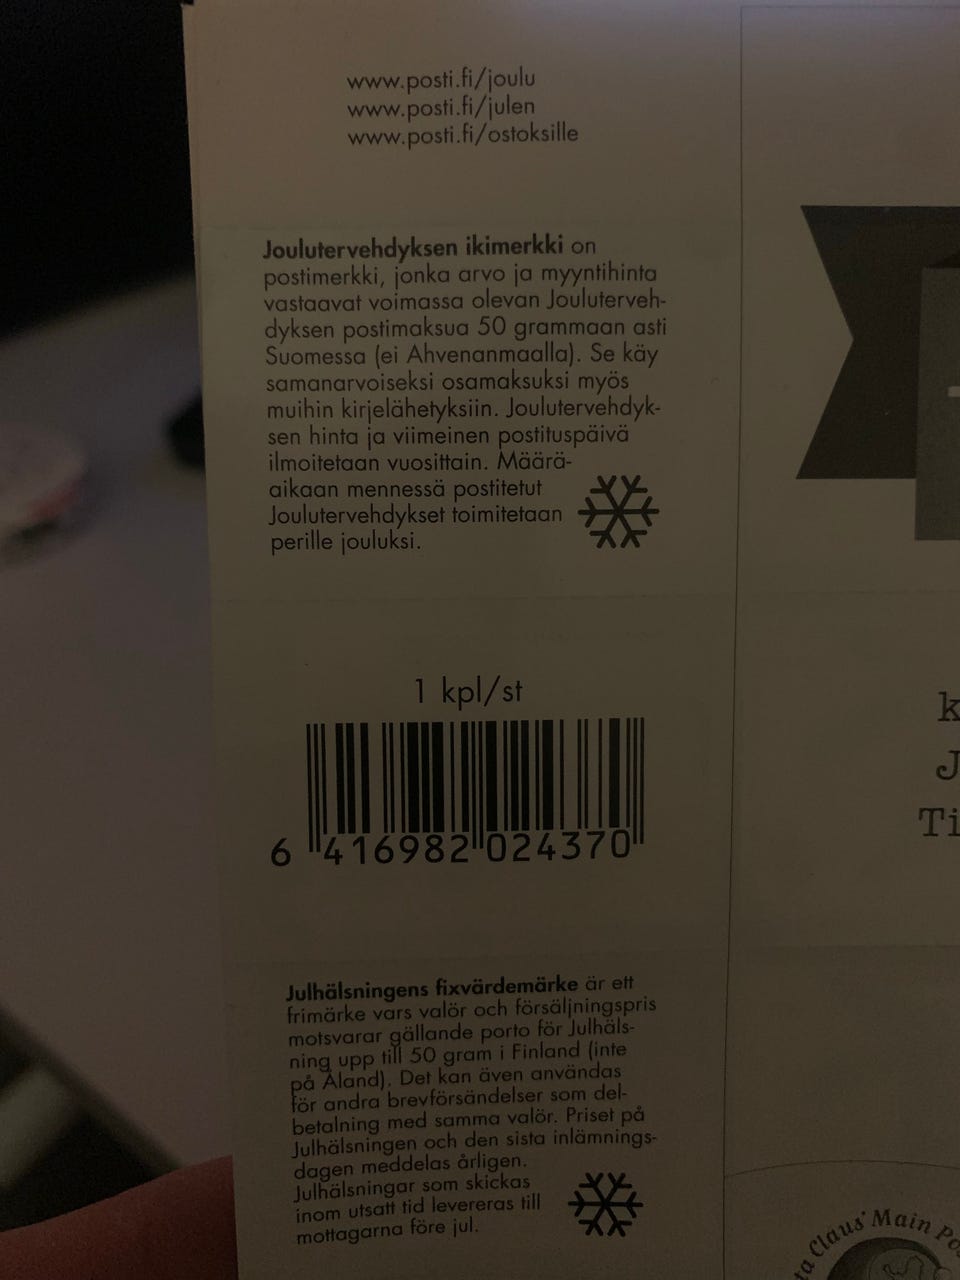 www.posti.fi/joulu
www.posti.fi/julen
www.posti.fi/ostoksille
Joulutervehdyksen ikimerkki on
postimerkki, jonka arvo ja myyntihinta
vastaavat voimassa olevan Jouluterveh-
dyksen postimaksua 50 grammaan asti
Suomessa (ei Ahvenanmaalla). Se käy
samanarvoiseksi osamaksuksi myös
muihin kirjelähetyksiin. Joulutervehdyk-
sen hinta ja viimeinen postituspäivä
ilmoitetaan vuosittain. Määrä-
aikaan mennessä postitetut
Joulutervehdykset toimitetaan
perille jouluksi.
1 kpl/st
6 416982 024370
Julhälsningens fixvärdemärke är ett
frimärke vars valör och försäljningspris
motsvarar gällande porto för Julhäls-
ning upp till 50 gram i Finland (inte
på Åland). Det kan även användas
för andra brevförsändelser som del-
betalning med samma valör. Priset på
Julhälsningen och den sista inlämnings-
dagen meddelas årligen.
Julhälsningar som skickas
inom utsatt tid levereras till
mottagarna före jul.
k
J
Ti
ta Claus' Main Po